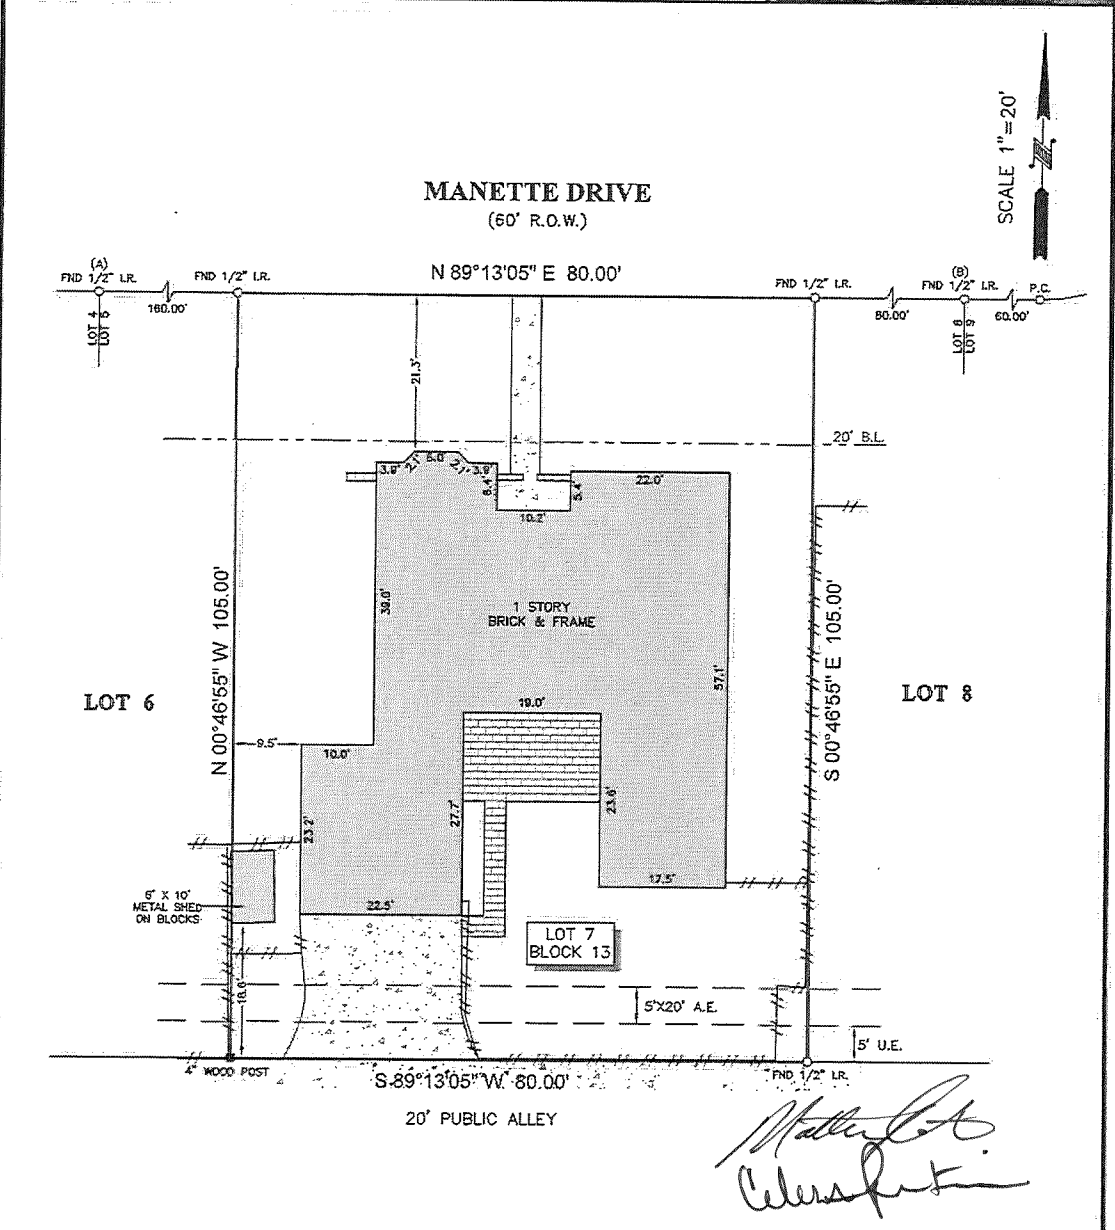 SCALE 1"=20'
MANETTE DRIVE
(60' R.O.W.)
N 89°13'05" E 80.00'
(A)
FND 1/2" I.R.
FND 1/2" I.R.
FND 1/2" I.R.
(B)
FND 1/2" I.R.
P.C.
160.00'
80.00'
60.00'
LOT 4
LOT 5
LOT 8
LOT 9
21.3'
20' B.L.
3.9'
2.1'
6.0'
2.1'
3.9'
5.4'
22.0'
10.2'
1 STORY
BRICK & FRAME
39.0'
N 00°46'55" W 105.00'
S 00°46'55" E 105.00'
57.1'
LOT 6
LOT 8
19.0'
9.5'
10.0'
23.2'
27.7'
23.6'
17.5'
22.5'
6' X 10'
METAL SHED
ON BLOCKS
LOT 7
BLOCK 13
18.6'
5'X20' A.E.
5' U.E.
4" WOOD POST
S 89°13'05" W 80.00'
FND 1/2" I.R.
20' PUBLIC ALLEY